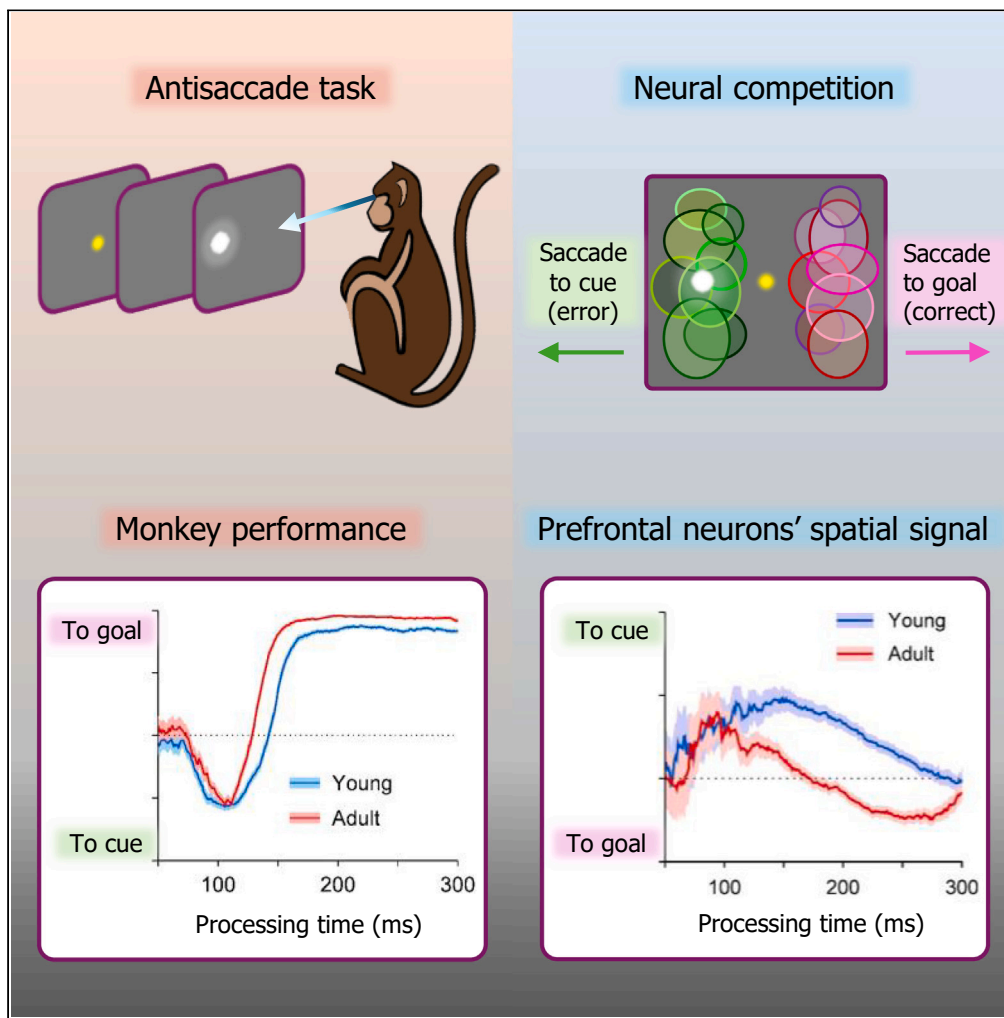 Antisaccade task
Neural competition
Saccade
to cue
(error)
Saccade
to goal
(correct)
Monkey performance
To goal
To cue
Young
Adult
100
200
300
Processing time (ms)
Prefrontal neurons' spatial signal
To cue
To goal
Young
Adult
100
200
300
Processing time (ms)